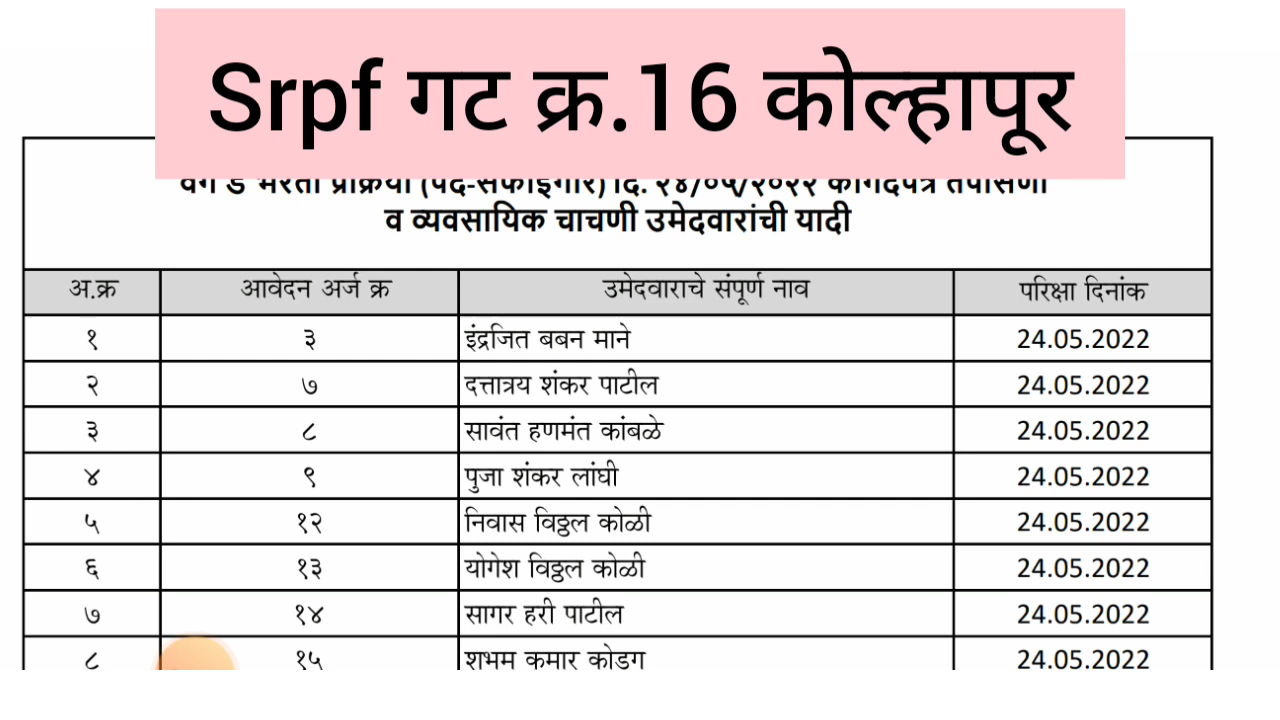 Srpf गट क्र.16 कोल्हापूर
वर्ग ड भरती प्रक्रिया (पद-सफाईगार) दि. २४/०५/२०२२ कागदपत्रे तपासणी
व व्यवसायिक चाचणी उमेदवारांची यादी
अ.क्र आवेदन अर्ज क्र उमेदवाराचे संपूर्ण नाव परिक्षा दिनांक
१ ३ इंद्रजित बबन माने 24.05.2022
२ ७ दत्तात्रय शंकर पाटील 24.05.2022
३ ८ सावंत हणमंत कांबळे 24.05.2022
४ ९ पुजा शंकर लांघी 24.05.2022
५ १२ निवास विठ्ठल कोळी 24.05.2022
६ १३ योगेश विठ्ठल कोळी 24.05.2022
७ १४ सागर हरी पाटील 24.05.2022
८ १५ शुभम कुमार 24.05.2022